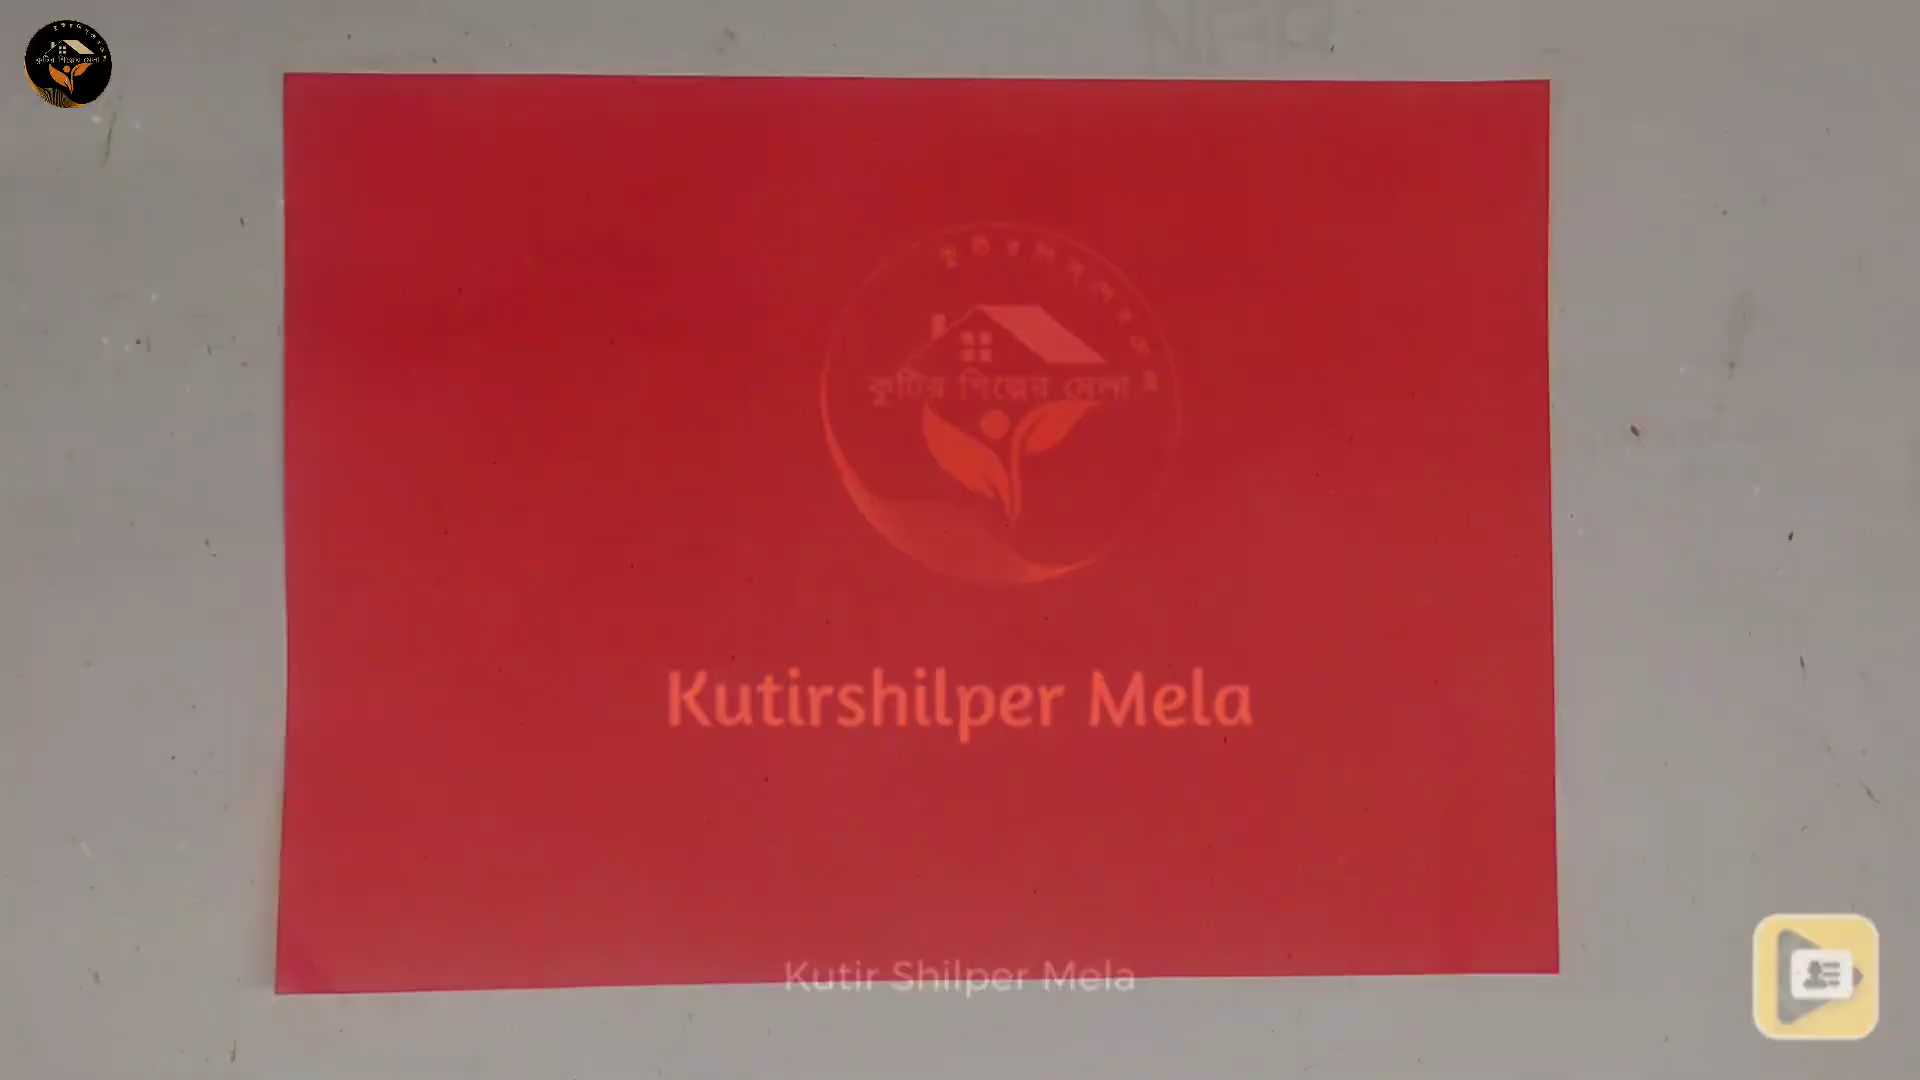 কুটির শিল্পের মেলা
কুটির শিল্পের মেলা
Kutirshilper Mela
Kutir Shilper Mela